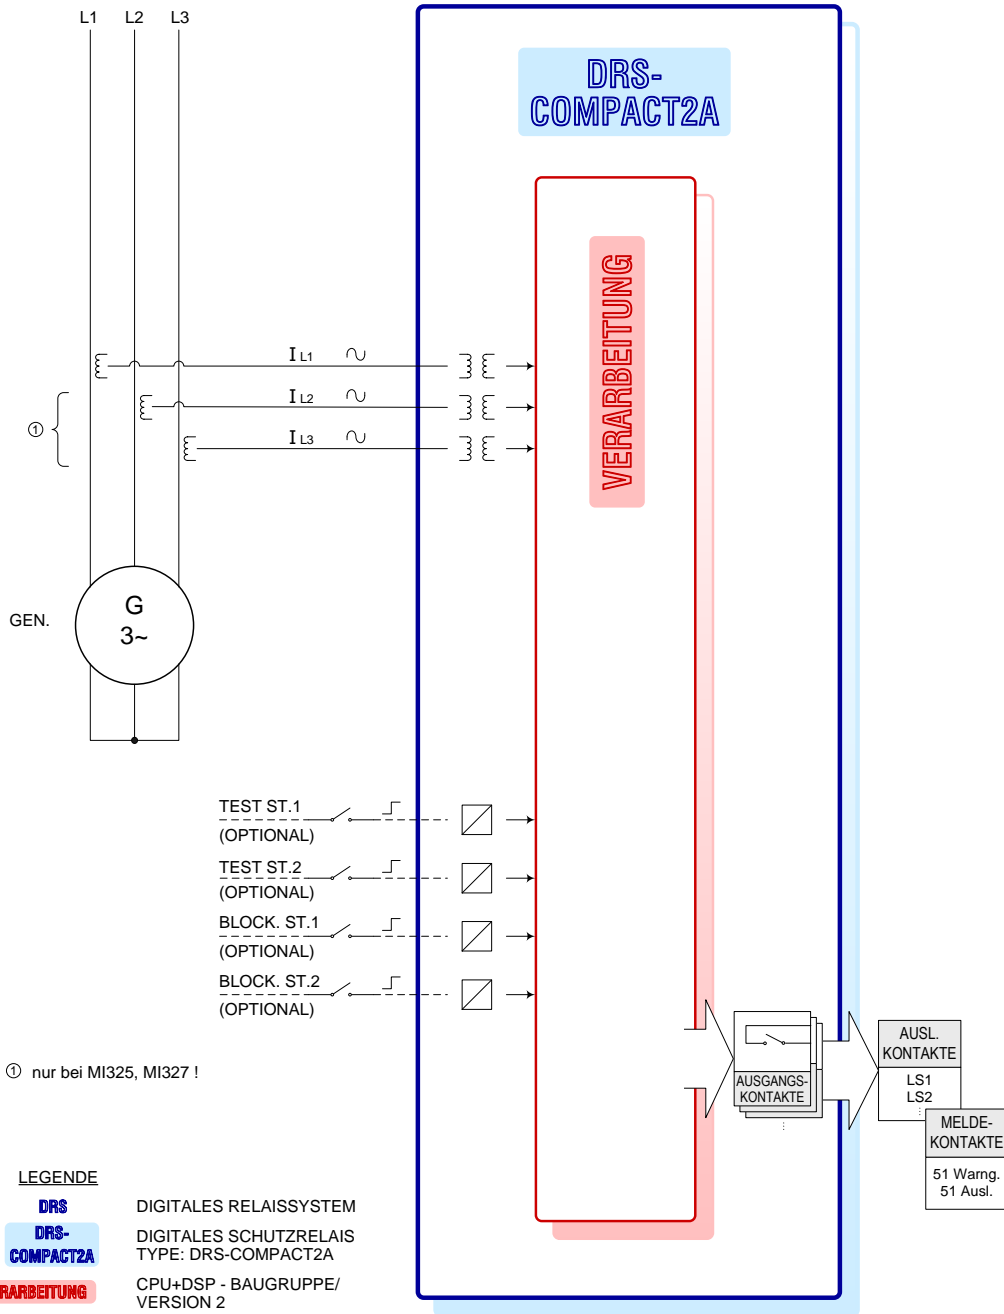 L1 L2 L3
DRS-
COMPACT2A
VERARBEITUNG
I L1
I L2
I L3
①
G
3~
GEN.
TEST ST.1
(OPTIONAL)
TEST ST.2
(OPTIONAL)
BLOCK. ST.1
(OPTIONAL)
BLOCK. ST.2
(OPTIONAL)
AUSGANGS-
KONTAKTE
AUSL.
KONTAKTE
LS1
LS2
MELDE-
KONTAKTE
51 Warng.
51 Ausl.
① nur bei MI325, MI327 !
LEGENDE
DRS DIGITALES RELAISSYSTEM
DRS-
COMPACT2A
DIGITALES SCHUTZRELAIS
TYPE: DRS-COMPACT2A
RARBEITUNG
CPU+DSP - BAUGRUPPE/
VERSION 2